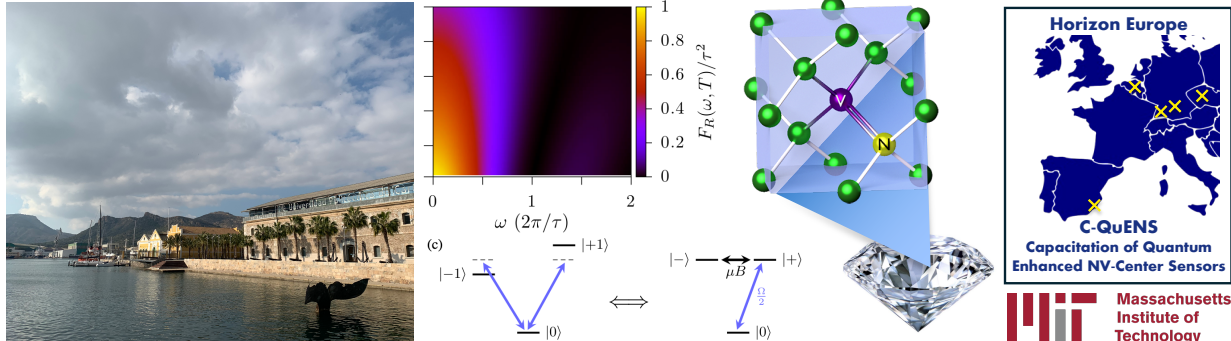 1
0.8
0.6
0.4
0.2
0
F_R(ω, T)/τ²
0 1 2
ω (2π/τ)
(c)
|+1⟩
|−1⟩
|0⟩
⟺
|−⟩ |+⟩
μB
Ω/2
|0⟩
V
N
Horizon Europe
C-QuENS
Capacitation of Quantum
Enhanced NV-Center Sensors
MIT
Massachusetts
Institute of
Technology